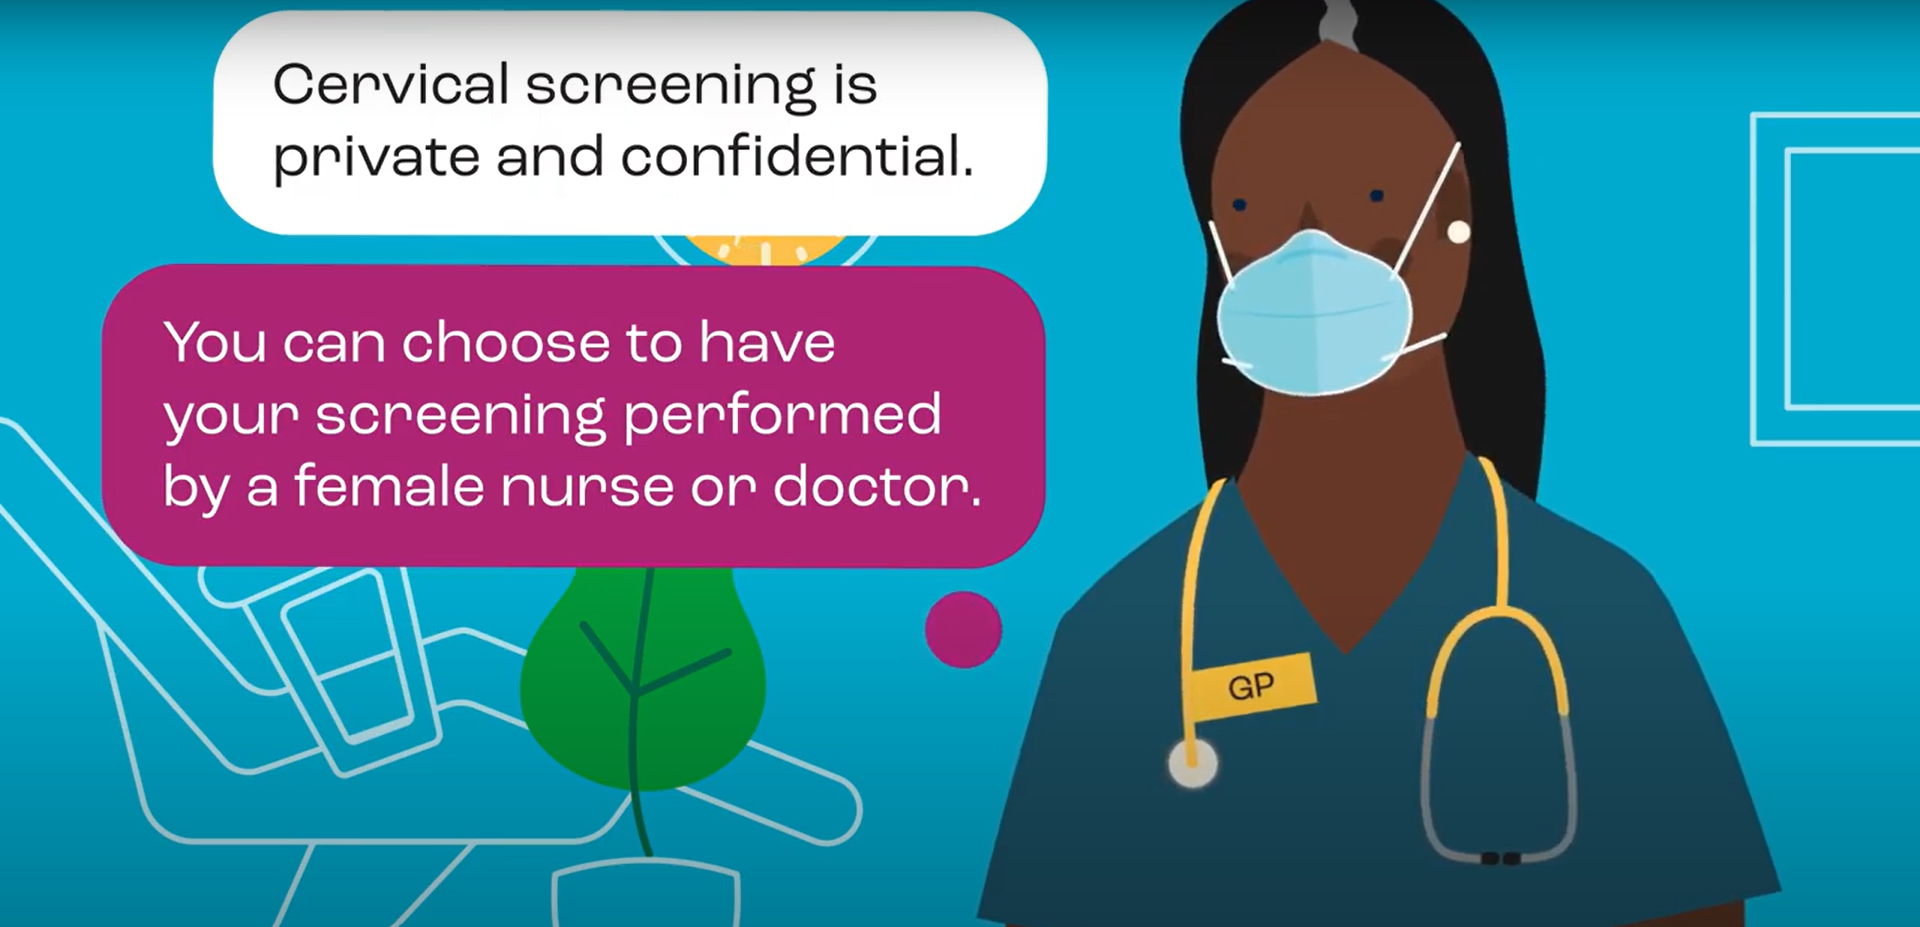 Cervical screening is
private and confidential.
You can choose to have
your screening performed
by a female nurse or doctor.
GP